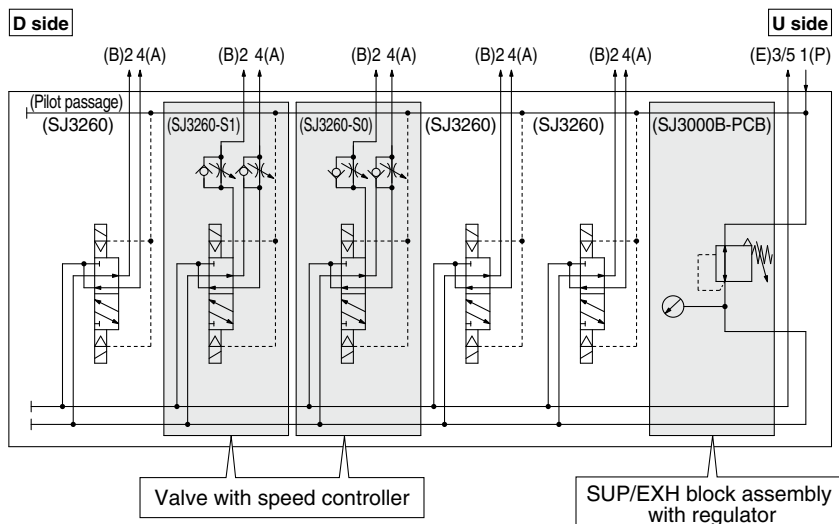 D side
U side
(B)2 4(A)
(B)2 4(A)
(B)2 4(A)
(B)2 4(A)
(B)2 4(A)
(E)3/5 1(P)
(Pilot passage)
(SJ3260)
(SJ3260-S1)
(SJ3260-S0)
(SJ3260)
(SJ3260)
(SJ3000B-PCB)
Valve with speed controller
SUP/EXH block assembly
with regulator